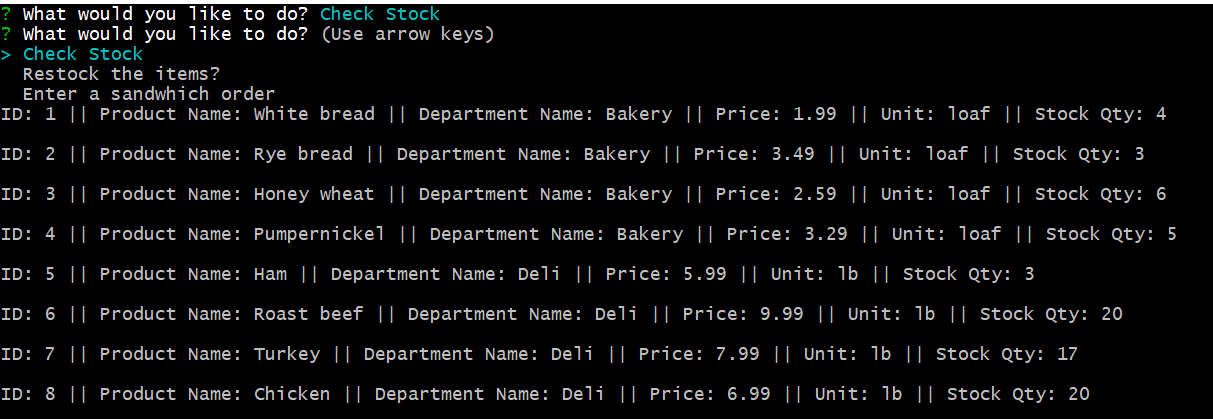 ? What would you like to do? Check Stock
? What would you like to do? (Use arrow keys)
> Check Stock
Restock the items?
Enter a sandwhich order
ID: 1 || Product Name: White bread || Department Name: Bakery || Price: 1.99 || Unit: loaf || Stock Qty: 4
ID: 2 || Product Name: Rye bread || Department Name: Bakery || Price: 3.49 || Unit: loaf || Stock Qty: 3
ID: 3 || Product Name: Honey wheat || Department Name: Bakery || Price: 2.59 || Unit: loaf || Stock Qty: 6
ID: 4 || Product Name: Pumpernickel || Department Name: Bakery || Price: 3.29 || Unit: loaf || Stock Qty: 5
ID: 5 || Product Name: Ham || Department Name: Deli || Price: 5.99 || Unit: lb || Stock Qty: 3
ID: 6 || Product Name: Roast beef || Department Name: Deli || Price: 9.99 || Unit: lb || Stock Qty: 20
ID: 7 || Product Name: Turkey || Department Name: Deli || Price: 7.99 || Unit: lb || Stock Qty: 17
ID: 8 || Product Name: Chicken || Department Name: Deli || Price: 6.99 || Unit: lb || Stock Qty: 20